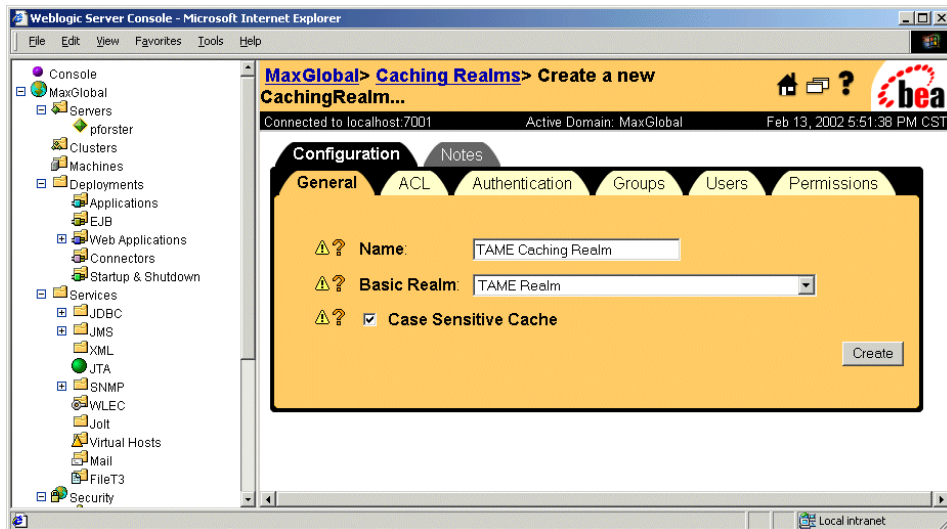 Weblogic Server Console - Microsoft Internet Explorer
File Edit View Favorites Tools Help
Console
MaxGlobal
Servers
pforster
Clusters
Machines
Deployments
Applications
EJB
Web Applications
Connectors
Startup & Shutdown
Services
JDBC
JMS
XML
JTA
SNMP
WLEC
Jolt
Virtual Hosts
Mail
FileT3
Security
MaxGlobal> Caching Realms> Create a new
CachingRealm...
bea
Connected to localhost:7001 Active Domain: MaxGlobal Feb 13, 2002 5:51:38 PM CST
Configuration Notes
General ACL Authentication Groups Users Permissions
Name: TAME Caching Realm
Basic Realm: TAME Realm
Case Sensitive Cache
Create
Local intranet